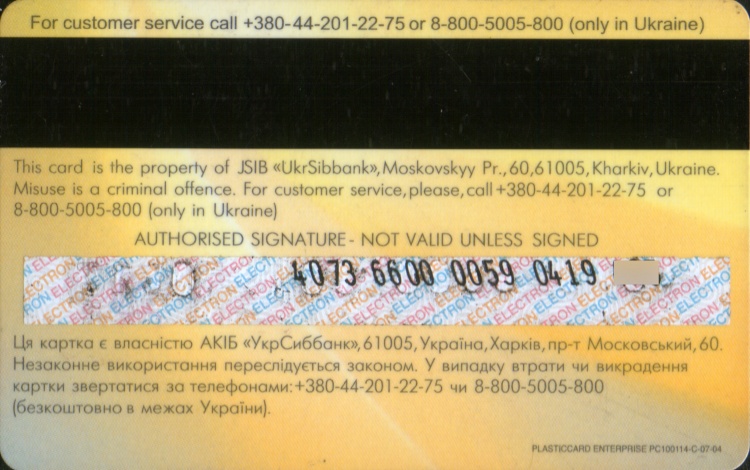 For customer service call +380-44-201-22-75 or 8-800-5005-800 (only in Ukraine)
This card is the property of JSIB «UkrSibbank», Moskovskyy Pr., 60, 61005, Kharkiv, Ukraine.
Misuse is a criminal offence. For customer service, please, call +380-44-201-22-75 or
8-800-5005-800 (only in Ukraine)
AUTHORISED SIGNATURE - NOT VALID UNLESS SIGNED
ELECTRON
4073 6600 0059 0419
Ця картка є власністю АКІБ «УкрСиббанк», 61005, Україна, Харків, пр-т Московський, 60.
Незаконне використання переслідується законом. У випадку втрати чи викрадення
картки звертатися за телефонами: +380-44-201-22-75 чи 8-800-5005-800
(безкоштовно в межах України).
PLASTICCARD ENTERPRISE PC100114-C-07-04